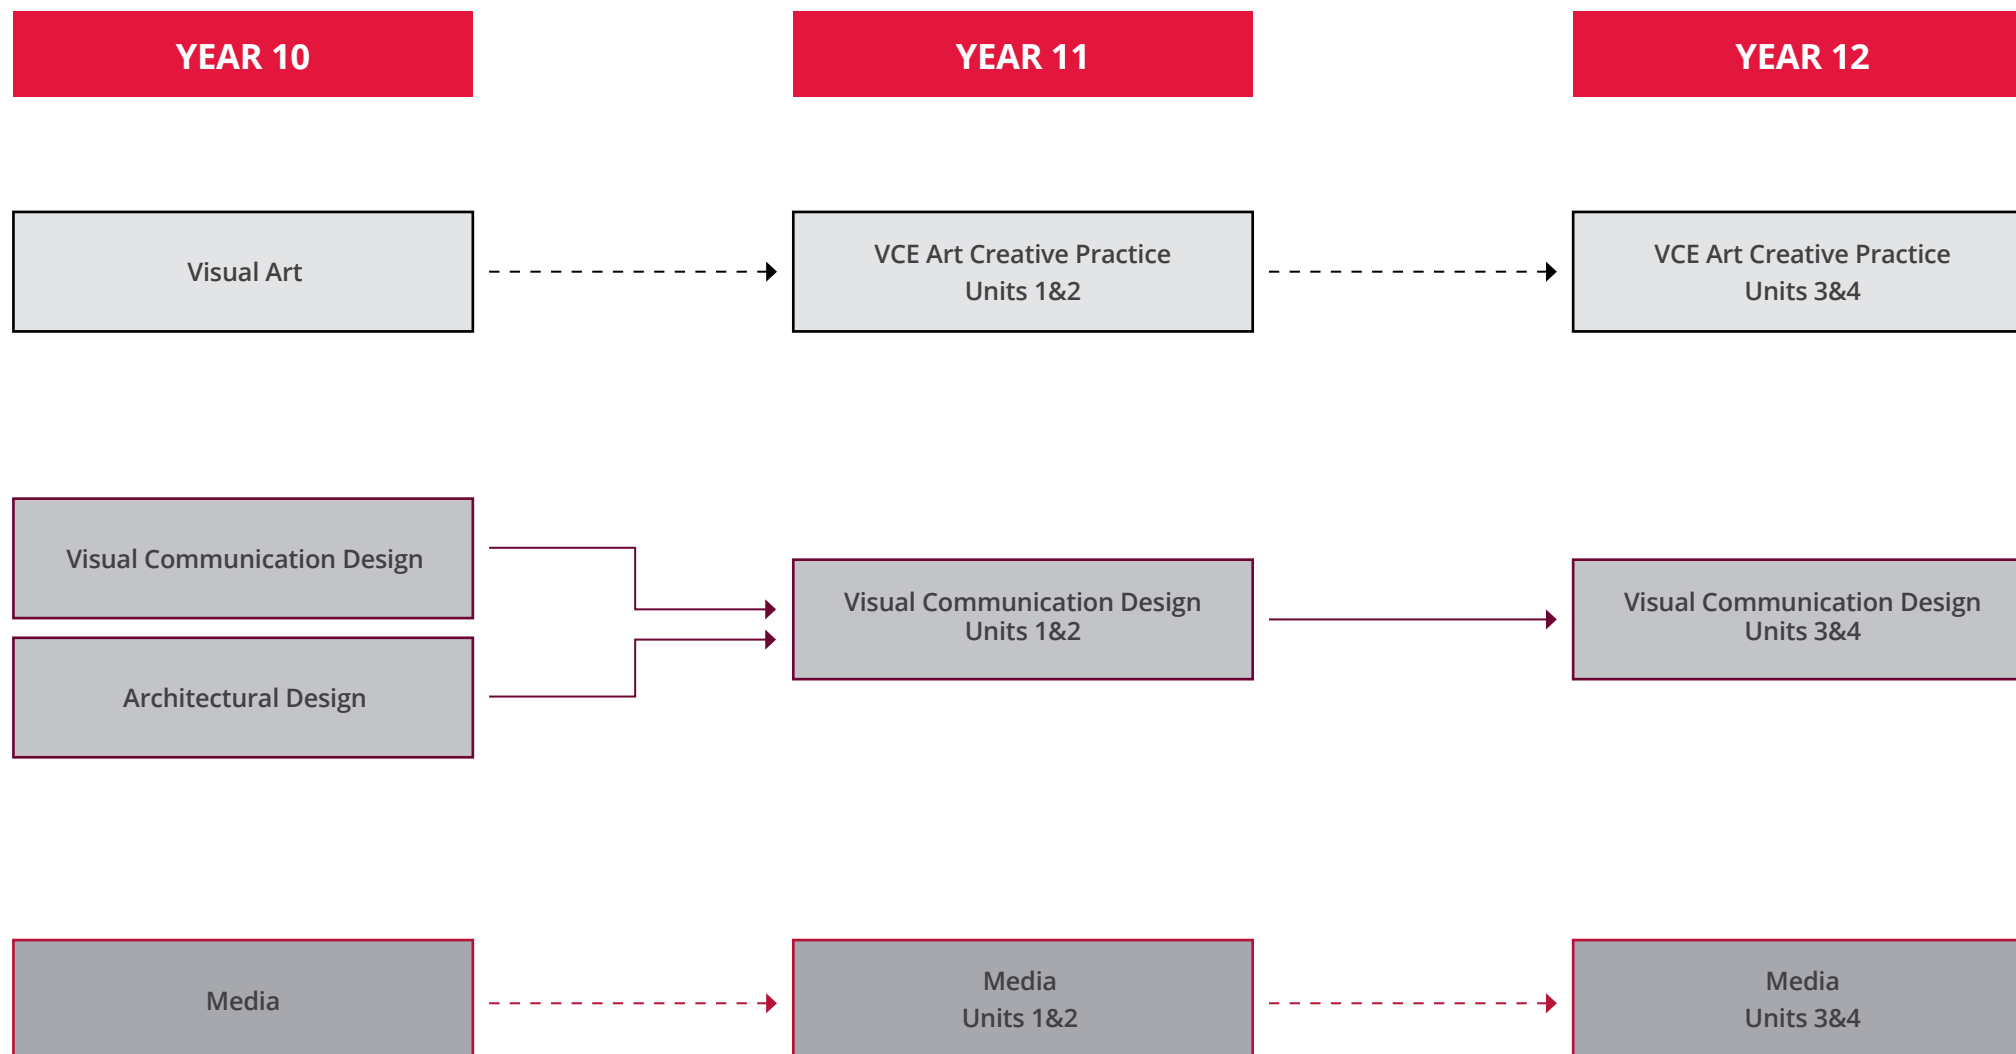 YEAR 10
YEAR 11
YEAR 12
Visual Art
VCE Art Creative Practice
Units 1&2
VCE Art Creative Practice
Units 3&4
Visual Communication Design
Architectural Design
Visual Communication Design
Units 1&2
Visual Communication Design
Units 3&4
Media
Media
Units 1&2
Media
Units 3&4